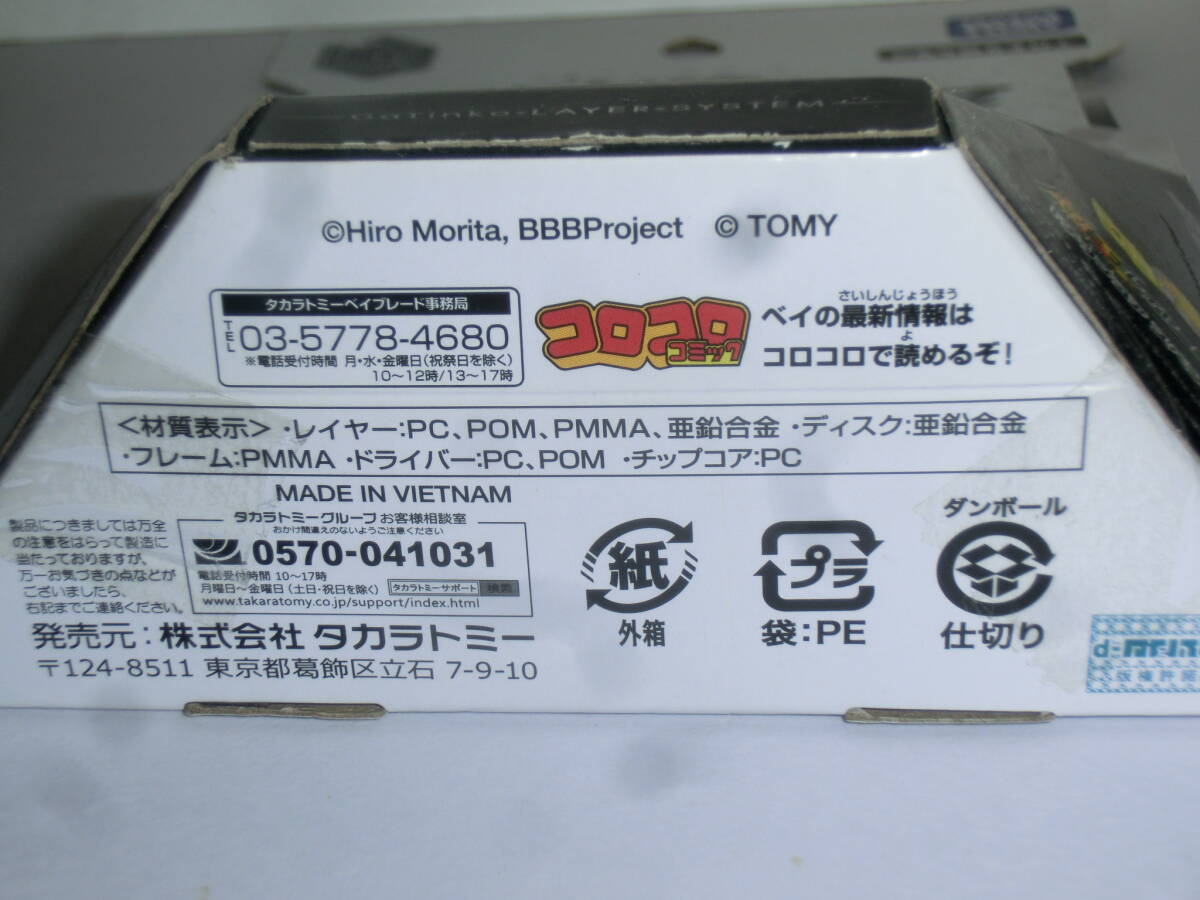 Gatinko-LAYER-SYSTEM
©Hiro Morita, BBBProject © TOMY
タカラトミーベイブレード事務局
TEL 03-5778-4680
※電話受付時間 月・水・金曜日(祝祭日を除く)
10～12時/13～17時
コロコロ
コミック
さいしんじょうほう
ベイの最新情報は
よ
コロコロで読めるぞ!
<材質表示>・レイヤー:PC、POM、PMMA、亜鉛合金・ディスク:亜鉛合金
・フレーム:PMMA・ドライバー:PC、POM・チップコア:PC
MADE IN VIETNAM
製品につきましては万全
の注意をはらって製造に
当たっておりますが、
万一お気づきの点などが
ございましたら、
右記までご連絡ください。
タカラトミーグループ お客様相談室
おかけ間違えのないようご注意ください
0570-041031
電話受付時間 10～17時
月曜日～金曜日(土日・祝日を除く) タカラトミーサポート 検索
www.takaratomy.co.jp/support/index.html
発売元:株式会社 タカラトミー
〒124-8511 東京都葛飾区立石 7-9-10
紙
外箱
プラ
袋:PE
ダンボール
仕切り
版権許諾